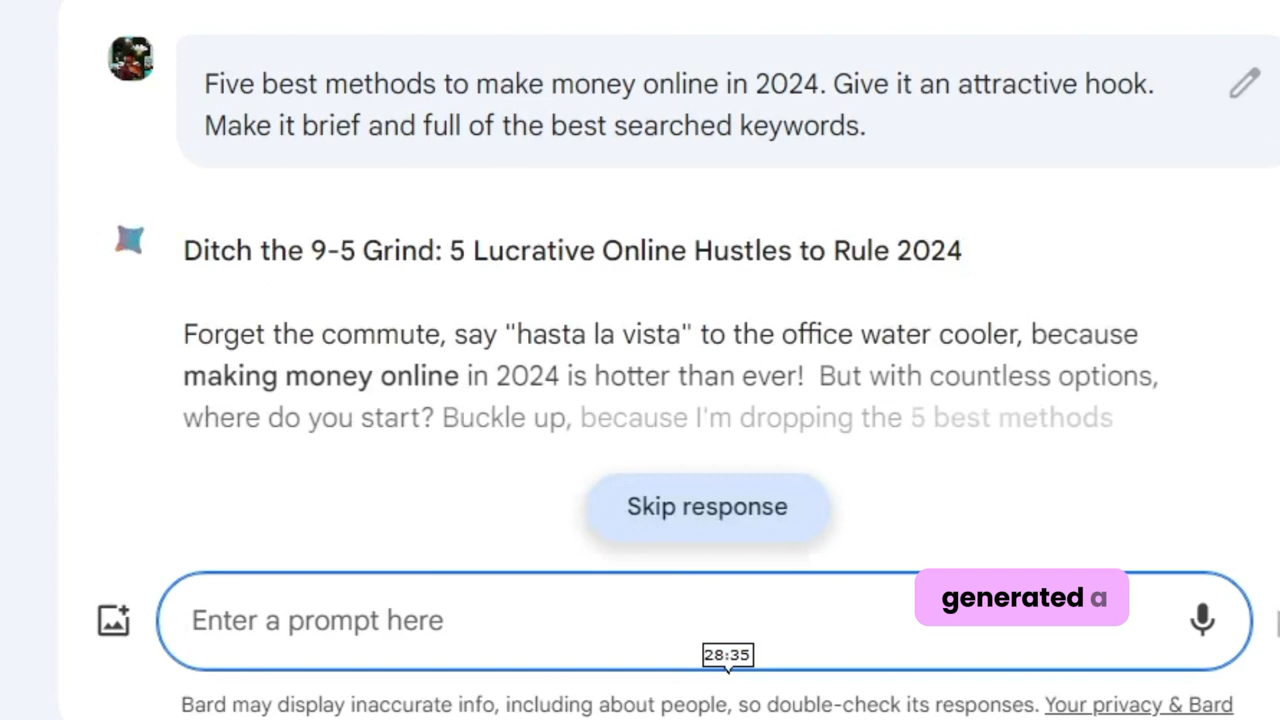 Five best methods to make money online in 2024. Give it an attractive hook.
Make it brief and full of the best searched keywords.
Ditch the 9-5 Grind: 5 Lucrative Online Hustles to Rule 2024
Forget the commute, say "hasta la vista" to the office water cooler, because
making money online in 2024 is hotter than ever!  But with countless options,
where do you start? Buckle up, because I'm dropping the 5 best methods
Skip response
generated a
Enter a prompt here
28:35
Bard may display inaccurate info, including about people, so double-check its responses. Your privacy & Bard